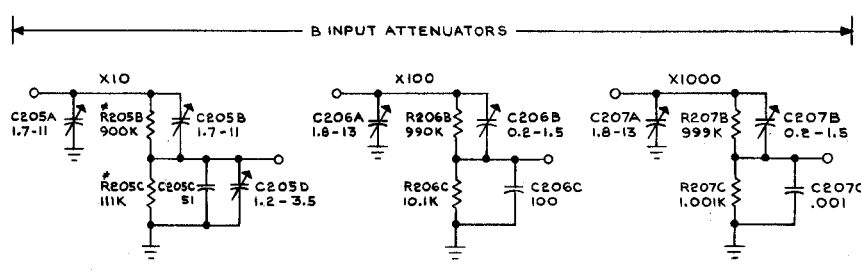 B INPUT ATTENUATORS
X10
C205A
1.7-11
*
R205B
900K
C205B
1.7-11
*
R205C
111K
C205C
51
C205D
1.2-3.5
X100
C206A
1.8-13
R206B
990K
C206B
0.2-1.5
R206C
10.1K
C206C
100
X1000
C207A
1.8-13
R207B
999K
C207B
0.2-1.5
R207C
1.001K
C207C
.001